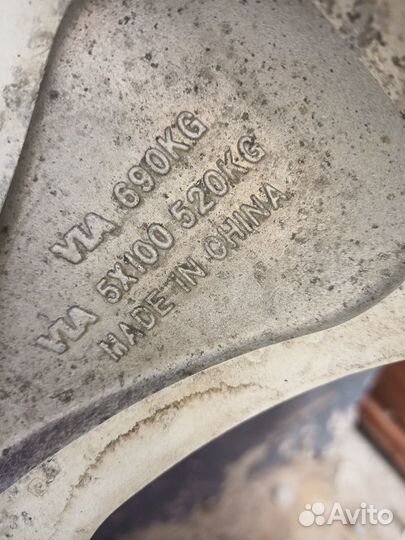 VIA 690KG
VIA 5X100 520KG
MADE IN CHINA
Avito